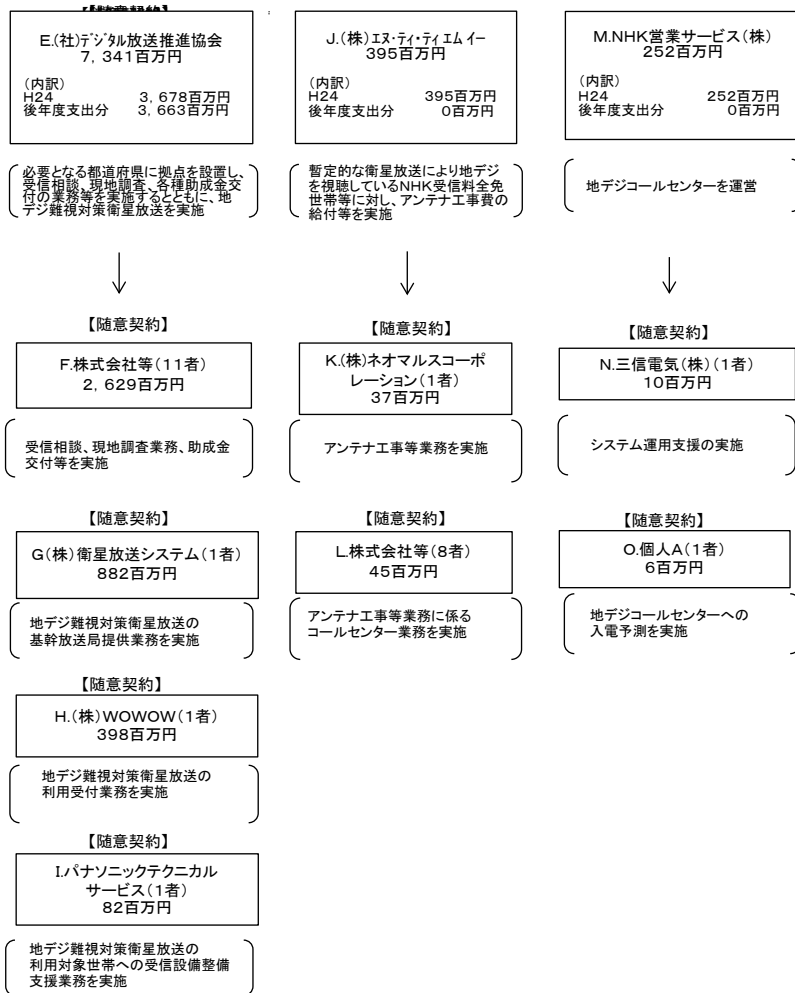 E.(社)デジタル放送推進協会
7,341百万円
(内訳)
H24 3,678百万円
後年度支出分 3,663百万円
必要となる都道府県に拠点を設置し、
受信相談、現地調査、各種助成金交
付の業務等を実施するとともに、地
デジ難視対策衛星放送を実施
【随意契約】
F.株式会社等(11者)
2,629百万円
受信相談、現地調査業務、助成金
交付等を実施
【随意契約】
G(株)衛星放送システム(1者)
882百万円
地デジ難視対策衛星放送の
基幹放送局提供業務を実施
【随意契約】
H.(株)WOWOW(1者)
398百万円
地デジ難視対策衛星放送の
利用受付業務を実施
【随意契約】
I.パナソニックテクニカル
サービス(1者)
82百万円
地デジ難視対策衛星放送の
利用対象世帯への受信設備整備
支援業務を実施
J.(株)エヌ・ティ・ティエムイー
395百万円
(内訳)
H24 395百万円
後年度支出分 0百万円
暫定的な衛星放送により地デジ
を視聴しているNHK受信料全免
世帯等に対し、アンテナ工事費の
給付等を実施
【随意契約】
K.(株)ネオマルスコーポ
レーション(1者)
37百万円
アンテナ工事等業務を実施
【随意契約】
L.株式会社等(8者)
45百万円
アンテナ工事等業務に係る
コールセンター業務を実施
M.NHK営業サービス(株)
252百万円
(内訳)
H24 252百万円
後年度支出分 0百万円
地デジコールセンターを運営
【随意契約】
N.三信電気(株)(1者)
10百万円
システム運用支援の実施
【随意契約】
O.個人A(1者)
6百万円
地デジコールセンターへの
入電予測を実施